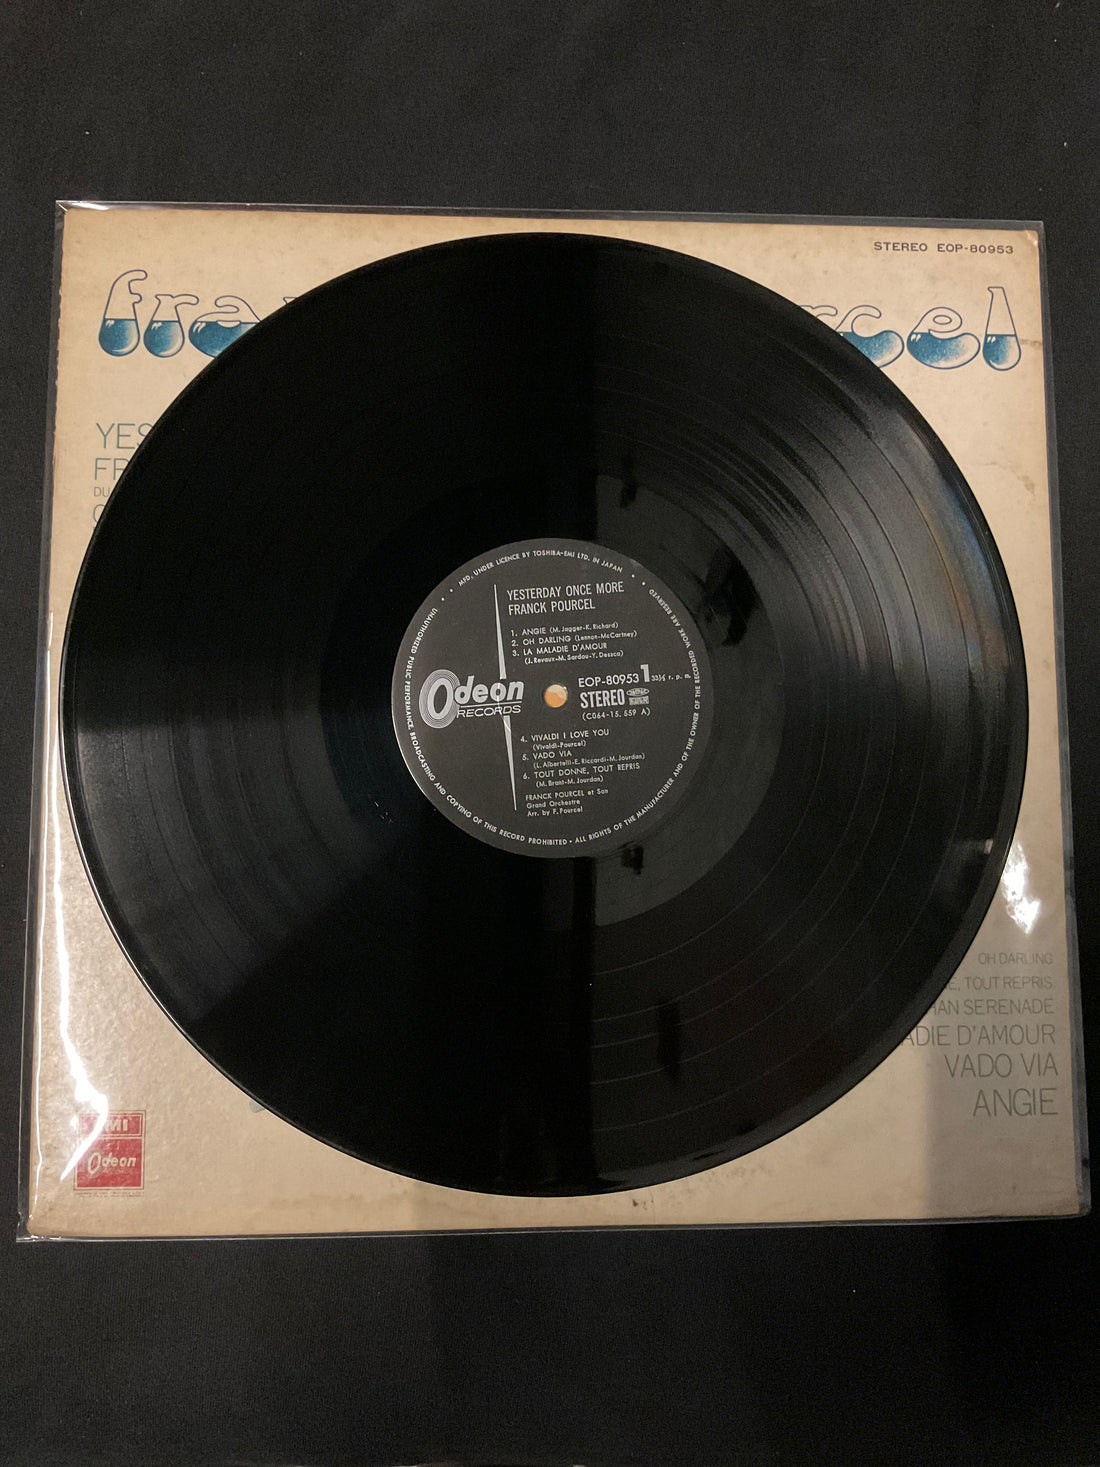 STEREO EOP-80953
YES
FR
DU
YESTERDAY ONCE MORE
FRANCK POURCEL
1. ANGIE (M. Jagger-K. Richard)
2. OH DARLING (Lennon-McCartney)
3. LA MALADIE D'AMOUR
(J. Revaux-M. Sardou-Y. Dessca)
Odeon
RECORDS
EOP-80953 1 33⅓ r. p. m.
STEREO
(C064-15. 559 A)
4. VIVALDI I LOVE YOU
(Vivaldi-Pourcel)
5. VADO VIA
(L. Albertelli-E. Riccardi-M. Jourdan)
6. TOUT DONNE, TOUT REPRIS
(M. Brant-M. Jourdan)
FRANCK POURCEL et Son
Grand Orchestre
Arr. by F. Pourcel
• MFD. UNDER LICENCE BY TOSHIBA-EMI LTD. IN JAPAN •
• ALL RIGHTS OF THE MANUFACTURER AND OF THE OWNER OF THE RECORDED WORK ARE RESERVED •
UNAUTHORIZED PUBLIC PERFORMANCE, BROADCASTING AND COPYING OF THIS RECORD PROHIBITED
OH DARLING
E, TOUT REPRIS
MAN SERENADE
ADIE D'AMOUR
VADO VIA
ANGIE
EMI
Odeon